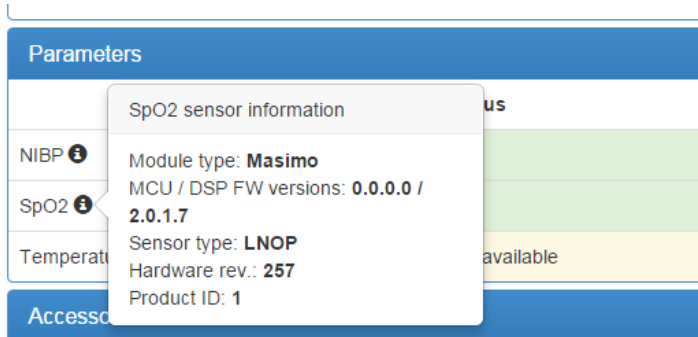 Parameters
SpO2 sensor information
us
NIBP
Module type: Masimo
MCU / DSP FW versions: 0.0.0.0 /
SpO2
2.0.1.7
Sensor type: LNOP
Temperatu
available
Hardware rev.: 257
Product ID: 1
Accesso